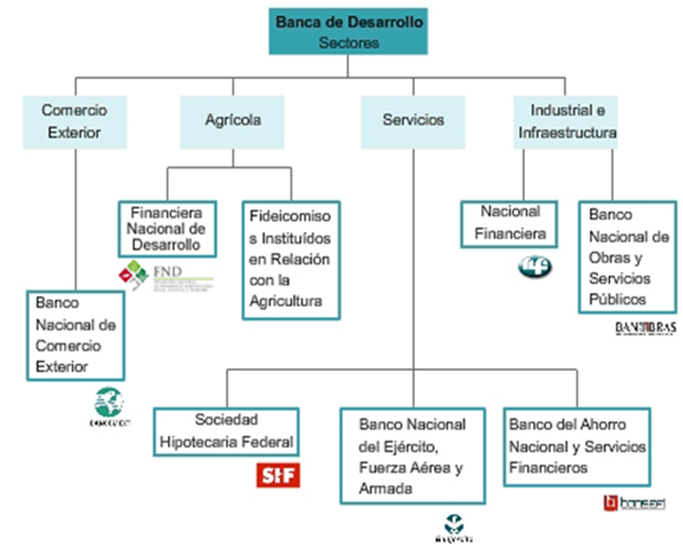 Banca de Desarrollo
Sectores
Comercio
Exterior
Agrícola
Servicios
Industrial e
Infraestructura
Financiera
Nacional de
Desarrollo
FND
Fideicomiso
s Instituídos
en Relación
con la
Agricultura
Nacional
Financiera
Banco
Nacional de
Obras y
Servicios
Públicos
Banco
Nacional de
Comercio
Exterior
Sociedad
Hipotecaria Federal
SHF
Banco Nacional
del Ejército,
Fuerza Aérea y
Armada
Banco del Ahorro
Nacional y Servicios
Financieros